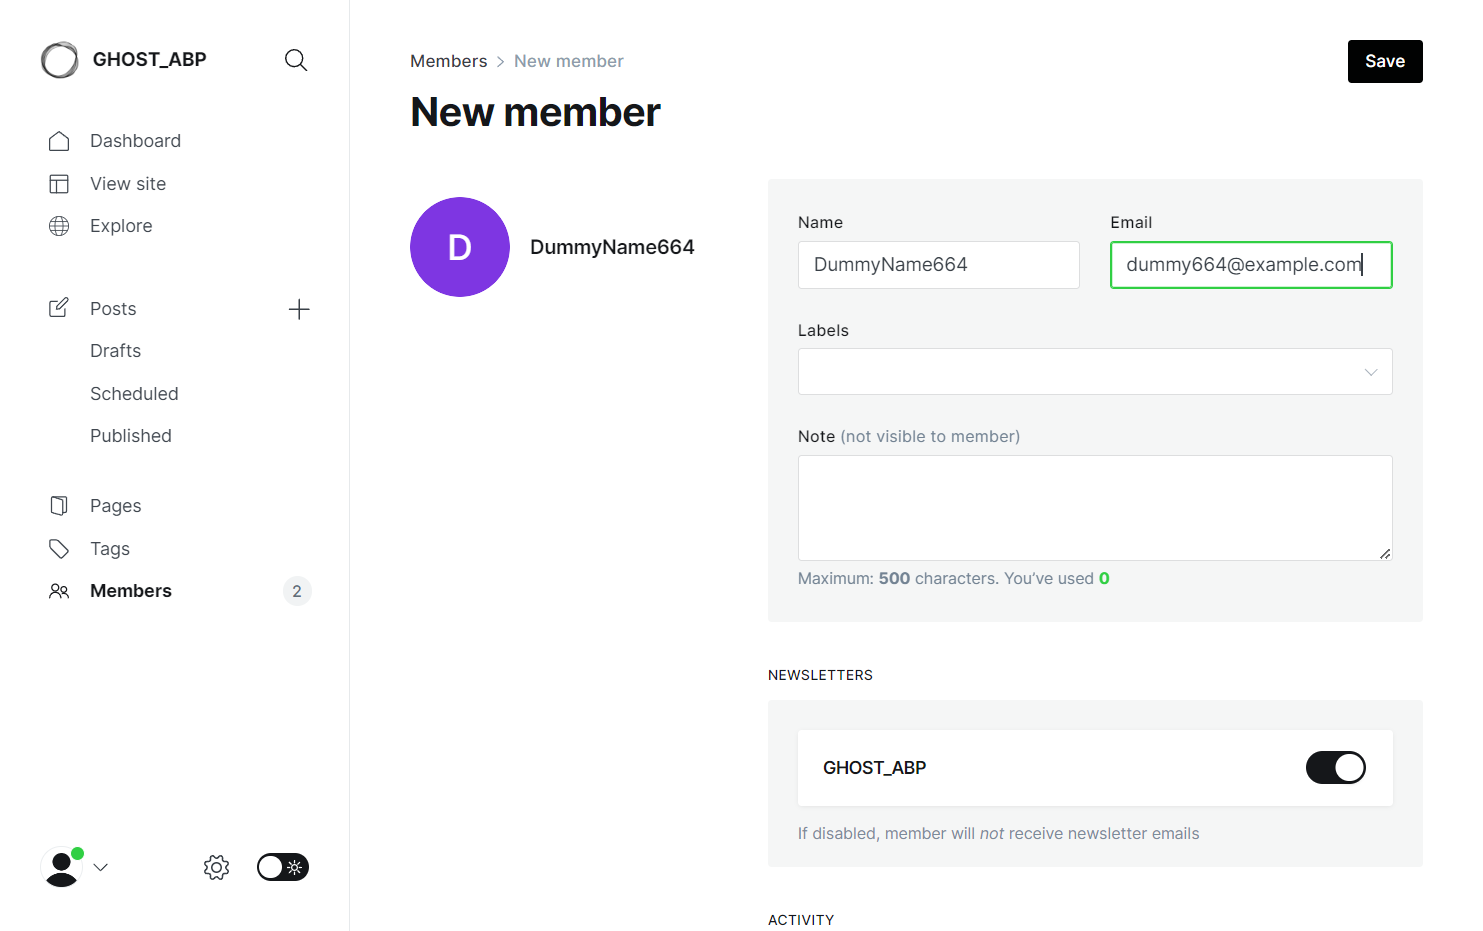 GHOST_ABP
Dashboard
View site
Explore
Posts
Drafts
Scheduled
Published
Pages
Tags
Members
2
Members > New member
Save
New member
D
DummyName664
Name
DummyName664
Email
dummy664@example.com
Labels
Note (not visible to member)
Maximum: 500 characters. You’ve used 0
NEWSLETTERS
GHOST_ABP
If disabled, member will not receive newsletter emails
ACTIVITY